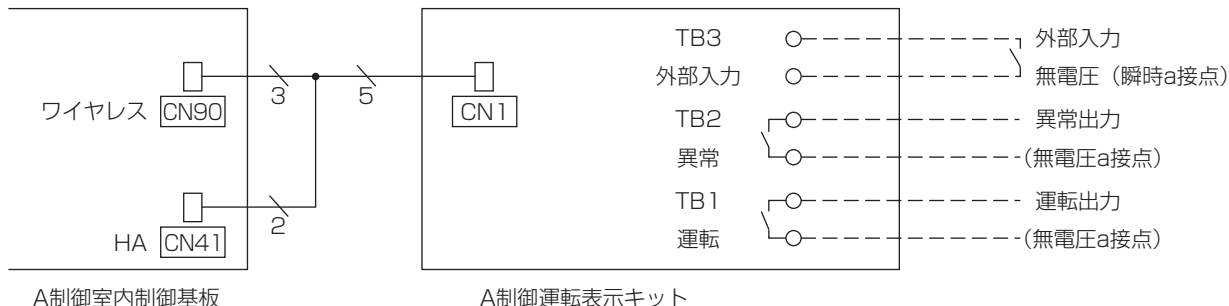 TB3
外部入力
外部入力
無電圧（瞬時a接点）
3
5
ワイヤレス CN90
CN1
TB2
異常出力
異常
(無電圧a接点)
TB1
運転出力
2
HA CN41
運転
(無電圧a接点)
A制御室内制御基板
A制御運転表示キット